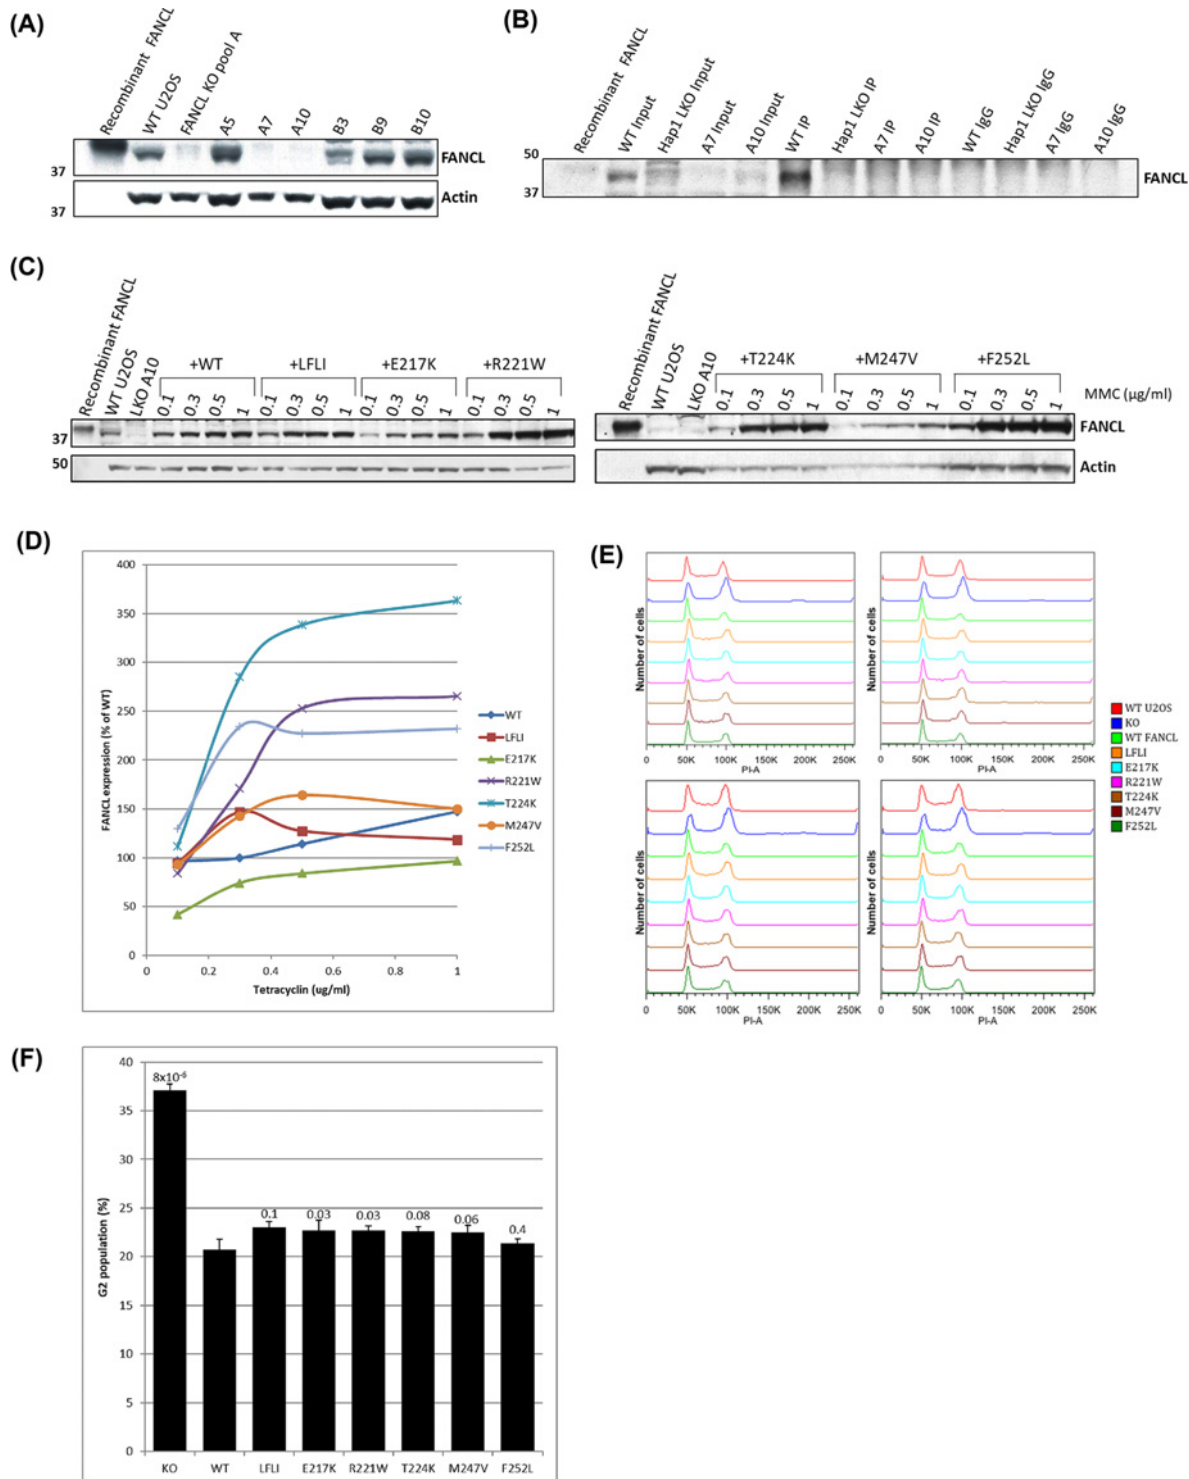 (A)
Recombinant FANCL
WT U2OS
FANCL KO pool A
A5
A7
A10
B3
B9
B10
37
FANCL
37
Actin
(B)
Recombinant FANCL
WT Input
Hap1 LKO Input
A7 Input
A10 Input
WT IP
Hap1 LKO IP
A7 IP
A10 IP
WT IgG
Hap1 LKO IgG
A7 IgG
A10 IgG
50
37
FANCL
(C)
Recombinant FANCL
WT U2OS
LKO A10
+WT
+LFLI
+E217K
+R221W
0.1 0.3 0.5 1 0.1 0.3 0.5 1 0.1 0.3 0.5 1 0.1 0.3 0.5 1
37
50
Recombinant FANCL
WT U2OS
LKO A10
+T224K
+M247V
+F252L
0.1 0.3 0.5 1 0.1 0.3 0.5 1 0.1 0.3 0.5 1
MMC (µg/ml)
FANCL
Actin
(D)
FANCL expression (% of WT)
400
350
300
250
200
150
100
50
0
0 0.2 0.4 0.6 0.8 1
Tetracyclin (ug/ml)
WT
LFLI
E217K
R221W
T224K
M247V
F252L
(E)
Number of cells
0 50K 100K 150K 200K 250K
PI-A
Number of cells
0 50K 100K 150K 200K 250K
PI-A
Number of cells
0 50K 100K 150K 200K 250K
PI-A
Number of cells
0 50K 100K 150K 200K 250K
PI-A
WT U2OS
KO
WT FANCL
LFLI
E217K
R221W
T224K
M247V
F252L
(F)
G2 population (%)
40
35
30
25
20
15
10
5
0
8x10⁻⁶
0.1
0.03
0.03
0.08
0.06
0.4
KO WT LFLI E217K R221W T224K M247V F252L